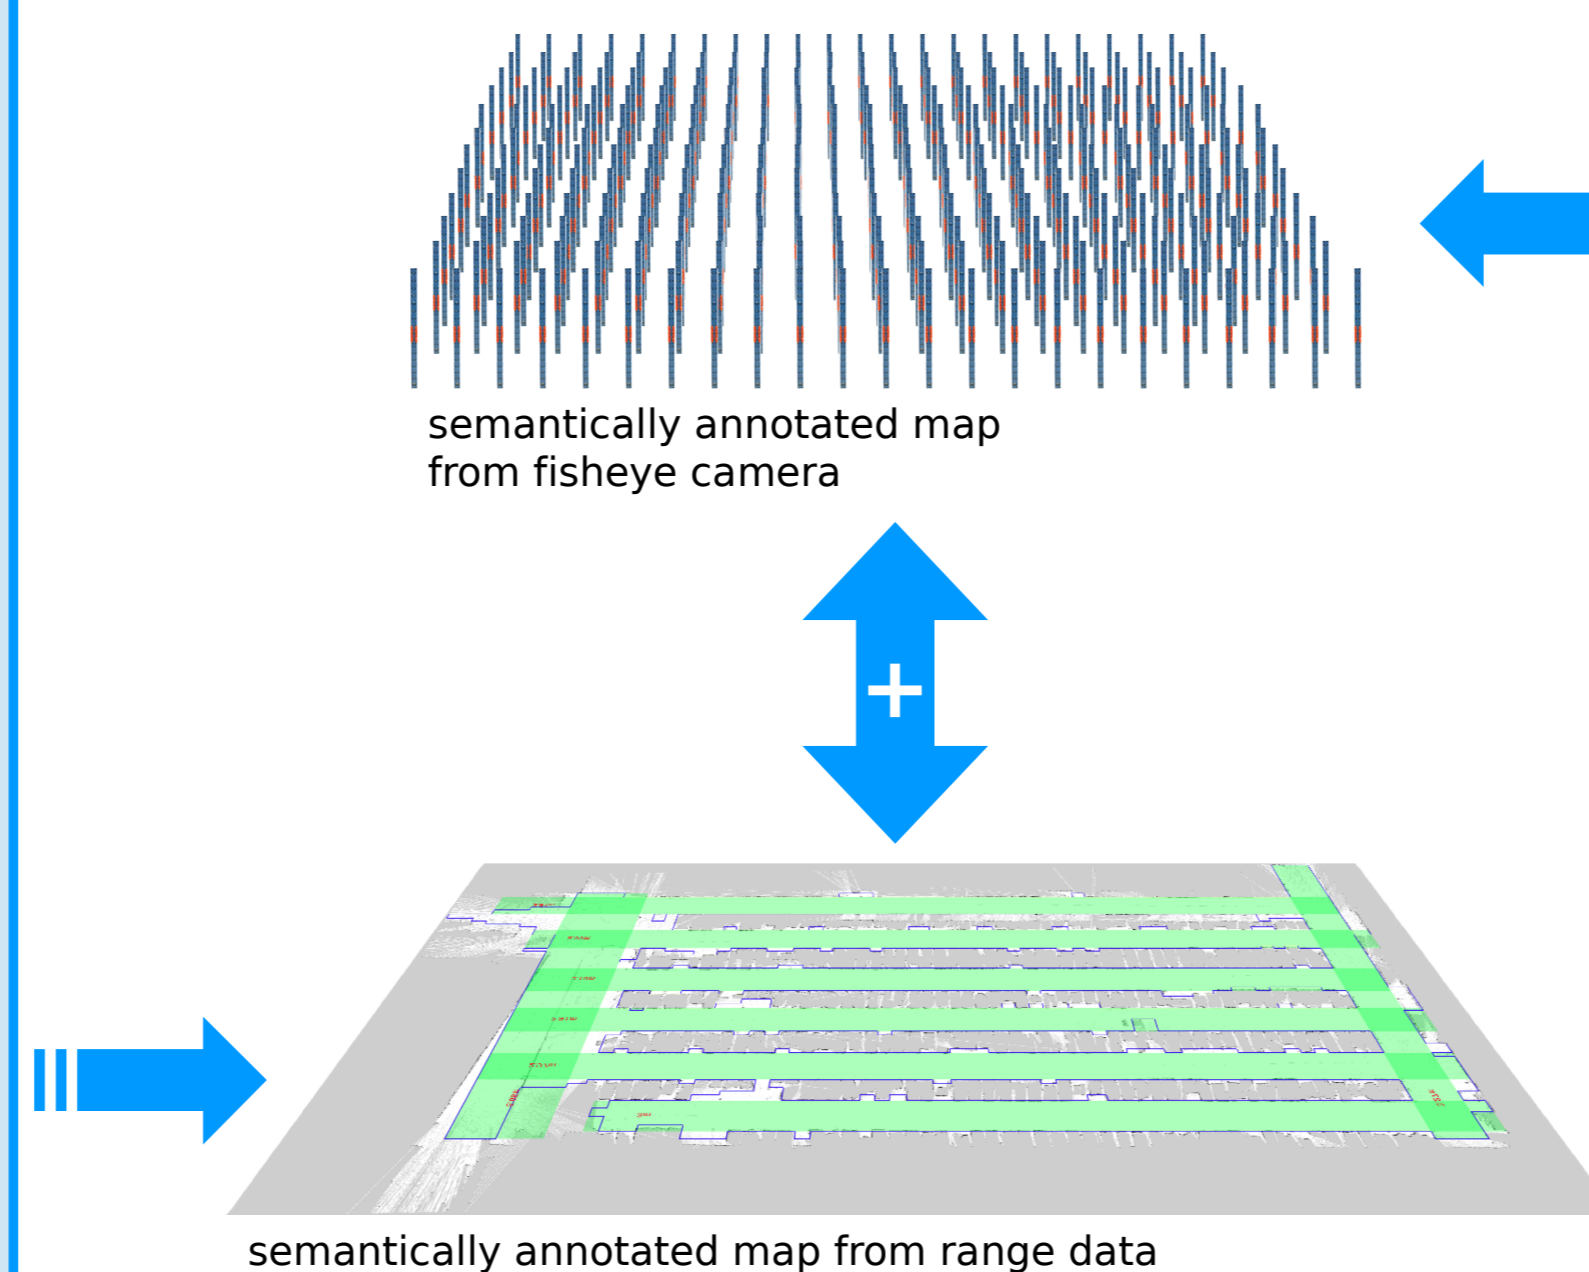 semantically annotated map
from fisheye camera
+
semantically annotated map from range data